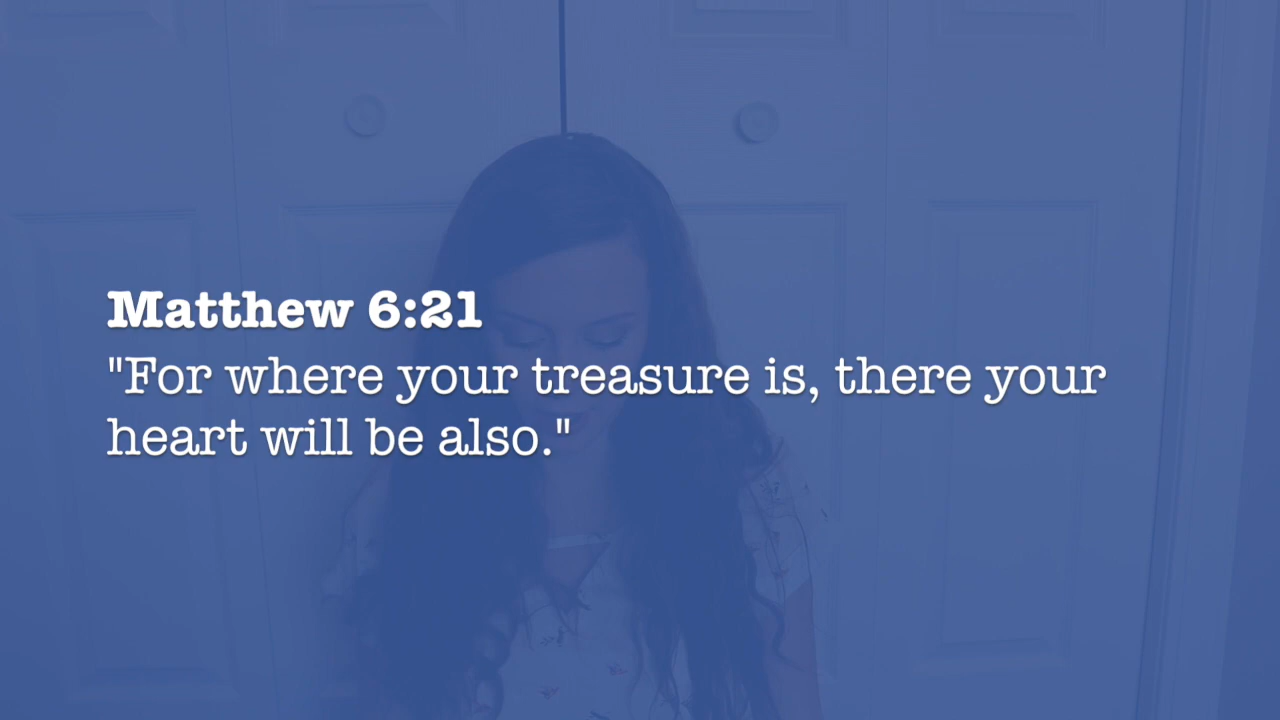 Matthew 6:21
"For where your treasure is, there your
heart will be also."